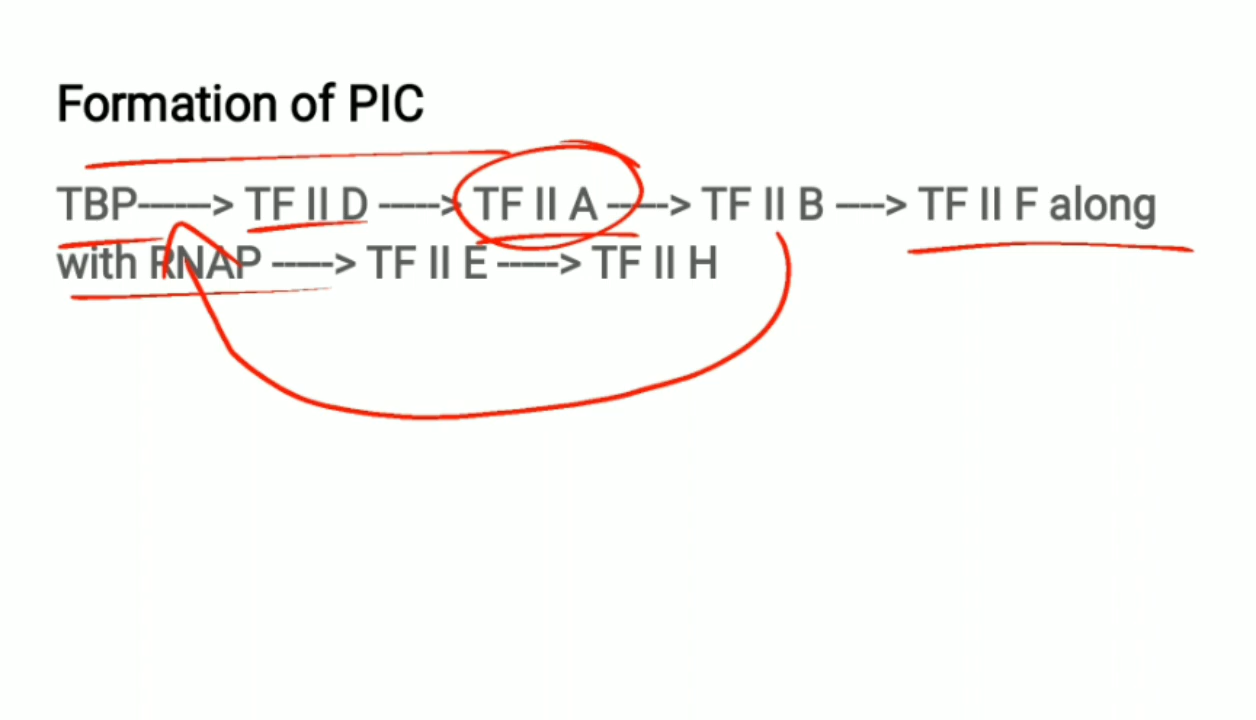 Formation of PIC
TBP------> TF II D -----> TF II A -----> TF II B ----> TF II F along
with RNAP -----> TF II E -----> TF II H